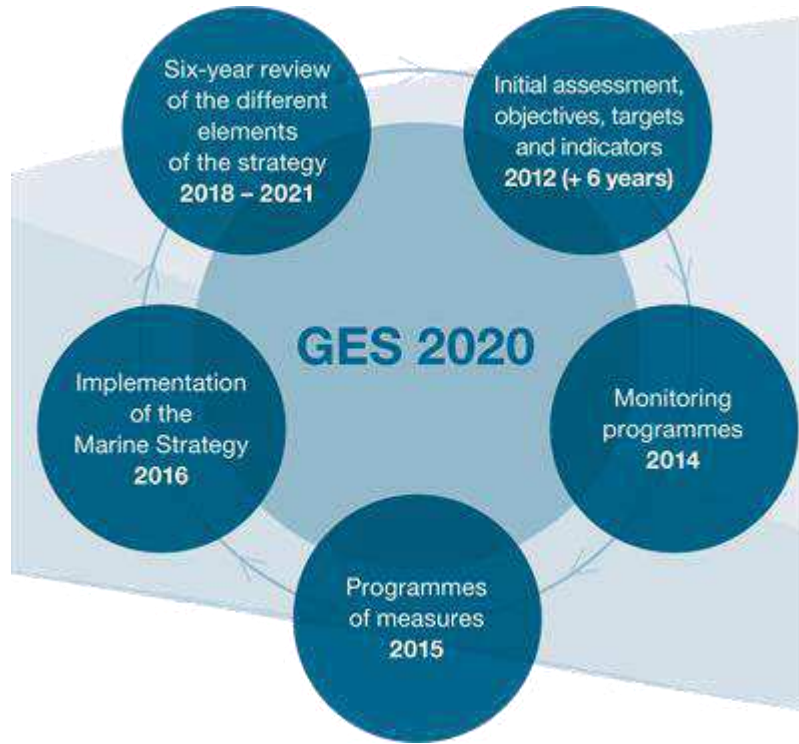 Six-year review
of the different
elements
of the strategy
2018 – 2021
Initial assessment,
objectives, targets
and indicators
2012 (+ 6 years)
GES 2020
Implementation
of the
Marine Strategy
2016
Monitoring
programmes
2014
Programmes
of measures
2015